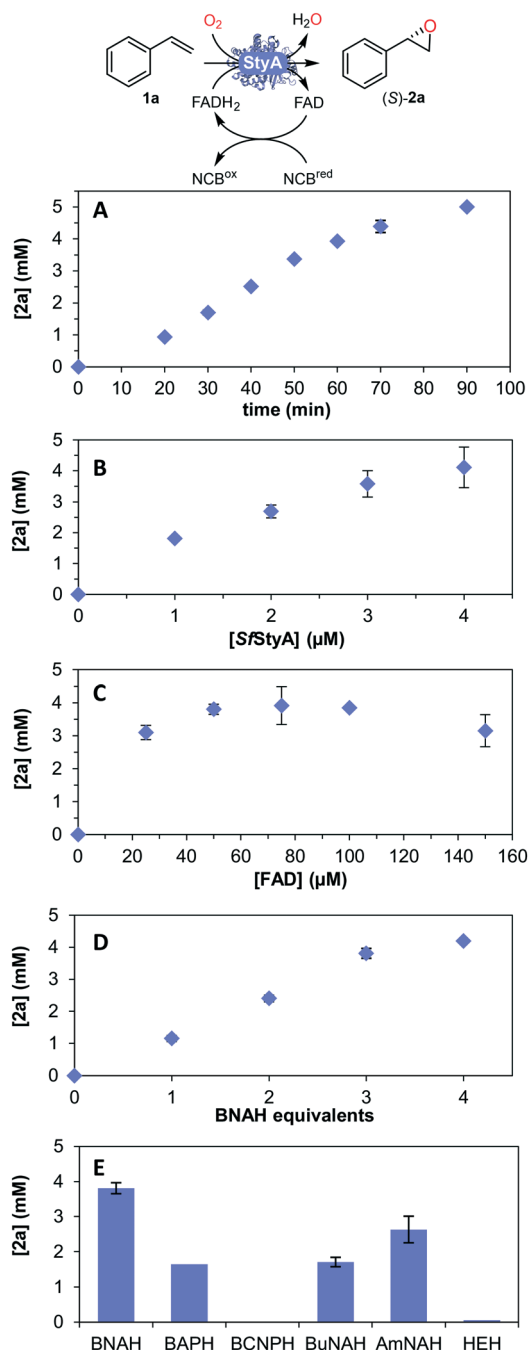 O₂ H₂O
StyA
1a FADH₂ FAD (S)-2a
NCBᵒˣ NCBʳᵉᵈ
A
[2a] (mM)
5
4
3
2
1
0
0 10 20 30 40 50 60 70 80 90 100
time (min)
B
[2a] (mM)
5
4
3
2
1
0
0 1 2 3 4
[SfStyA] (µM)
C
[2a] (mM)
5
4
3
2
1
0
0 20 40 60 80 100 120 140 160
[FAD] (µM)
D
[2a] (mM)
5
4
3
2
1
0
0 1 2 3 4
BNAH equivalents
E
[2a] (mM)
5
4
3
2
1
0
BNAH BAPH BCNPH BuNAH AmNAH HEH